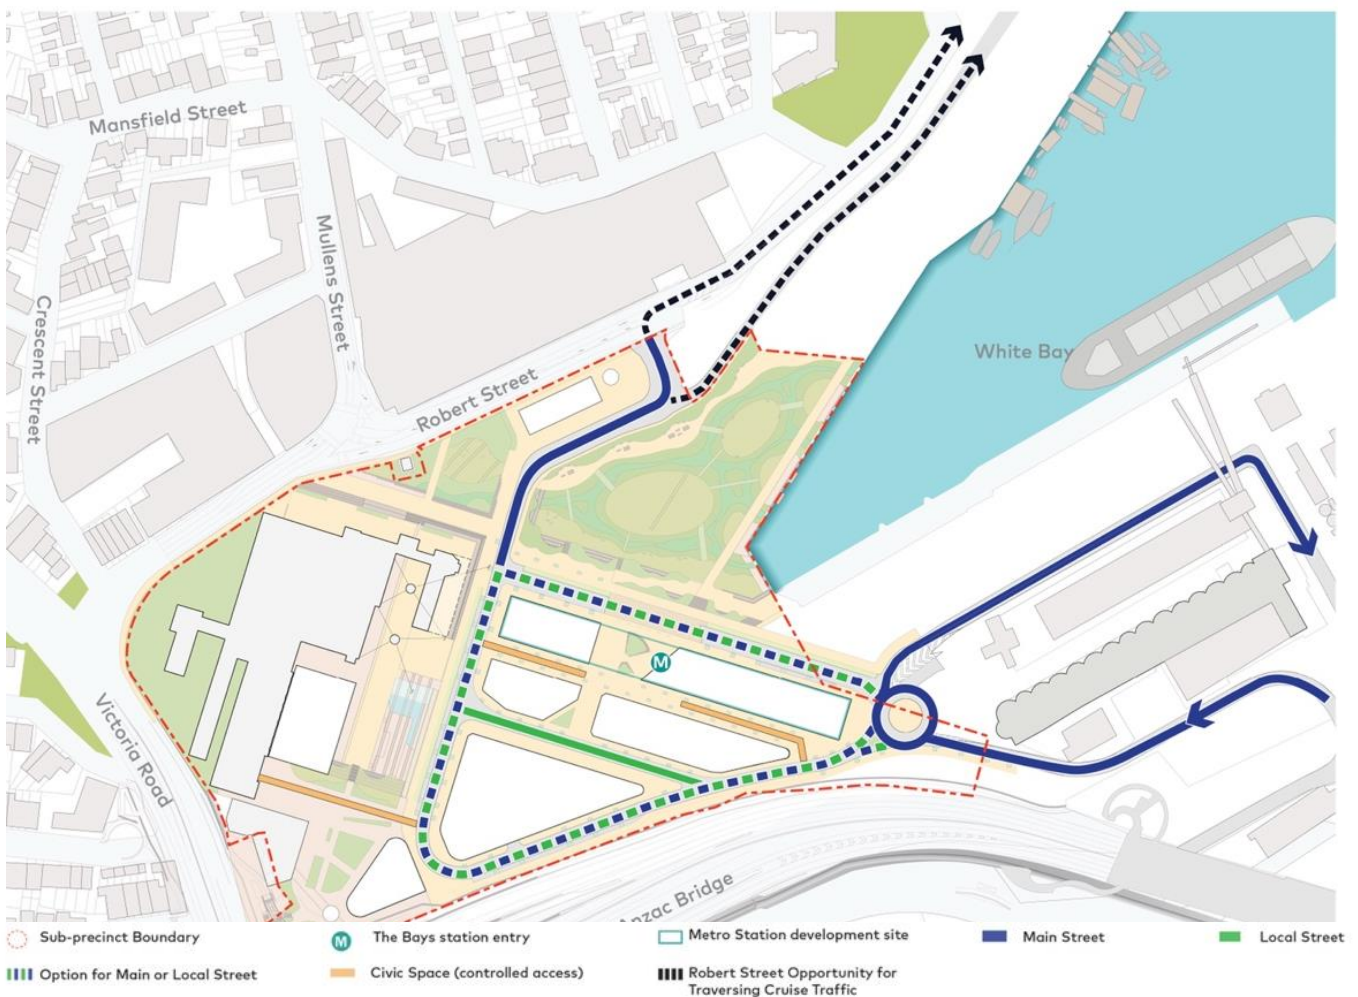 Mansfield Street
Mullens Street
Crescent Street
Robert Street
White Bay
M
Victoria Road
Anzac Bridge
Sub-precinct Boundary
M The Bays station entry
Metro Station development site
Main Street
Local Street
Option for Main or Local Street
Civic Space (controlled access)
Robert Street Opportunity for
Traversing Cruise Traffic